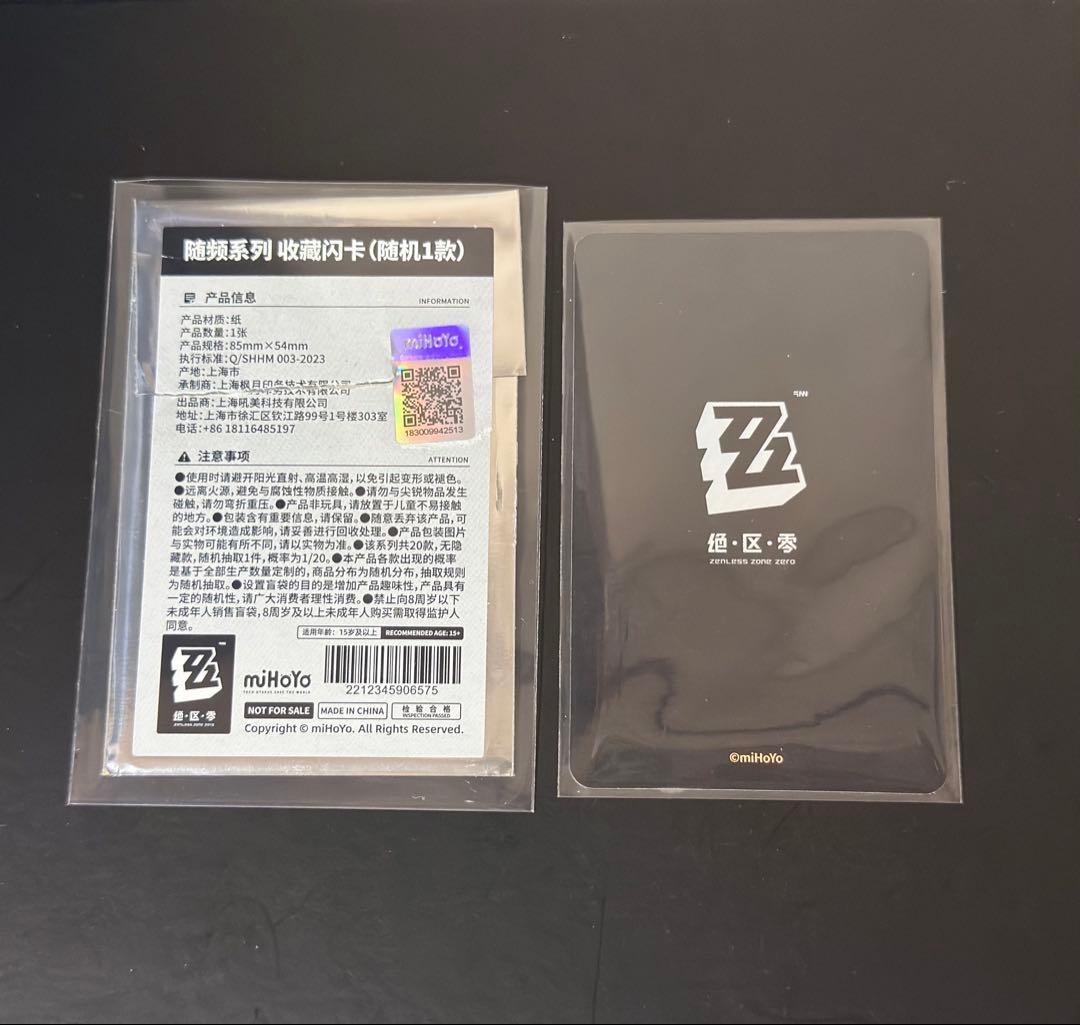 随频系列 收藏闪卡(随机1款)
产品信息
INFORMATION
产品材质:纸
产品数量:1张
产品规格:85mm×54mm
执行标准:Q/SHHM 003-2023
产地:上海市
承制商:上海枫月印务技术有限公司
出品商:上海吼美科技有限公司
地址:上海市徐汇区钦江路99号1号楼303室
电话:+86 18116485197
miHoYo
183009942513
注意事项
ATTENTION
●使用时请避开阳光直射、高温高湿,以免引起变形或褪色。
●远离火源,避免与腐蚀性物质接触。●请勿与尖锐物品发生
碰触,请勿弯折重压。●产品非玩具,请放置于儿童不易接触
的地方。●包装含有重要信息,请保留。●随意丢弃该产品,可
能会对环境造成影响,请妥善进行回收处理。●产品包装图片
与实物可能有所不同,请以实物为准。●该系列共20款,无隐
藏款,随机抽取1件,概率为1/20。●本产品各款出现的概率
是基于全部生产数量定制的,商品分布为随机分布,抽取规则
为随机抽取。●设置盲袋的目的是增加产品趣味性,产品具有
一定的随机性,请广大消费者理性消费。●禁止向8周岁以下
未成年人销售盲袋,8周岁及以上未成年人购买需取得监护人
同意。
适用年龄:15岁及以上 RECOMMENDED AGE: 15+
绝·区·零
ZENLESS ZONE ZERO
miHoYo
TECH OTAKUS SAVE THE WORLD
2212345906575
NOT FOR SALE
MADE IN CHINA
检验合格
INSPECTION PASSED
Copyright © miHoYo. All Rights Reserved.
绝·区·零
ZENLESS ZONE ZERO
©miHoYo